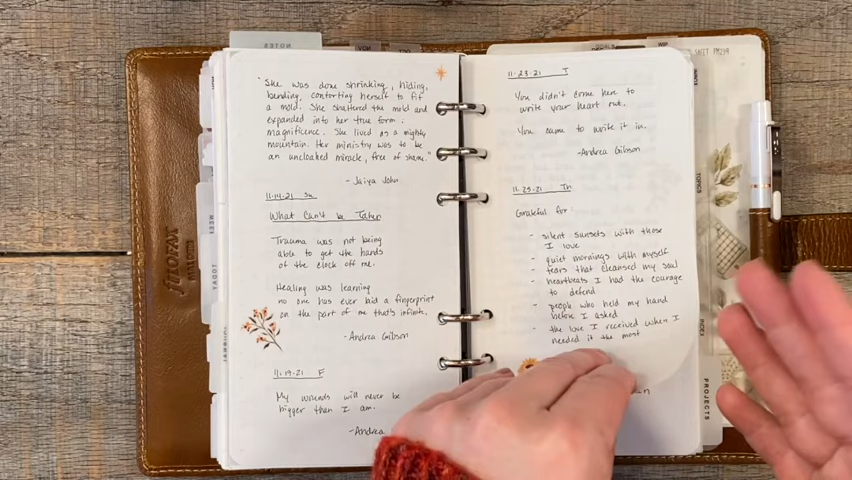 "She was done shrinking, hiding,
bending, contorting herself to fit
a mold. She shattered the mold and
expanded into her true form:
magnificence. She lived as a mighty
mountain. Her ministry was to be
an uncloaked miracle, free of shame."
- Jaiya John
11-14-21 Su
What Can't be Taken
Trauma was not being
able to get the hands
of the clock off me.
Healing was learning
no one has ever laid a fingerprint
on the part of me that's infinite.
-Andrea Gibson
11-19-21 F
My wounds will never be
bigger than I am.
-Andrea
11-23-21 T
You didn't come here to
write your heart out.
You came to write it in.
-Andrea Gibson
11-25-21 Th
Grateful for
- silent sunsets with those
I love
- quiet mornings with myself
- tears that cleansed my soul
- heartbeats I had the courage
to defend
- people who held my hand
before I asked
- the love I received when I
needed it the most
NOTES
TODAY
WEEK
FILOFAX
TOPICS
INDEX
PROJECTS